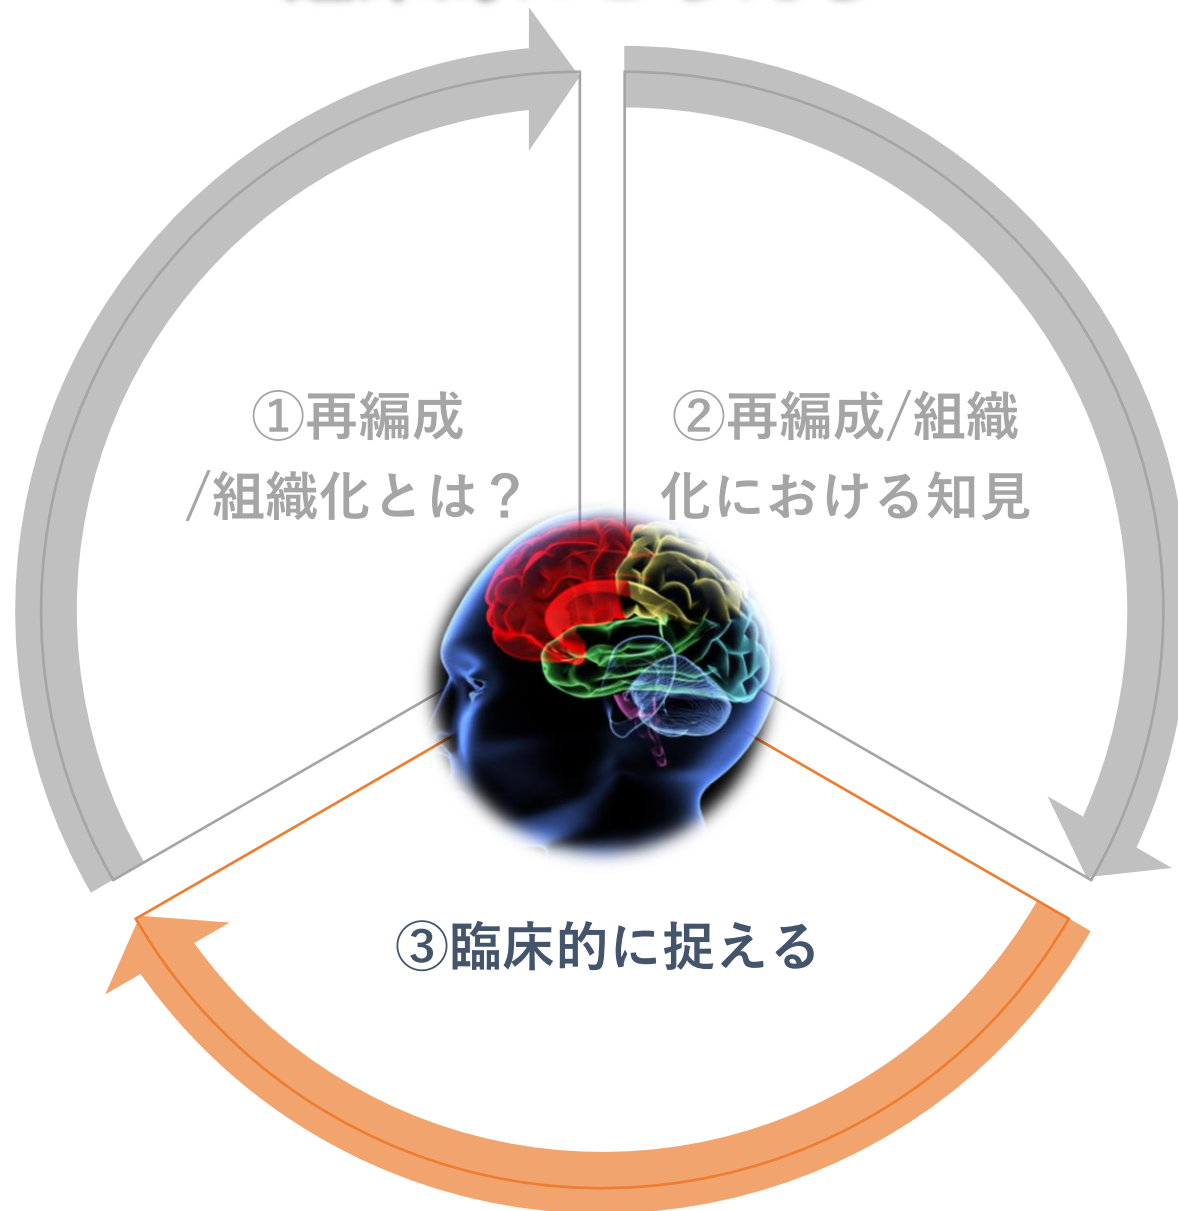 ①再編成
/組織化とは？
②再編成/組織
化における知見
③臨床的に捉える